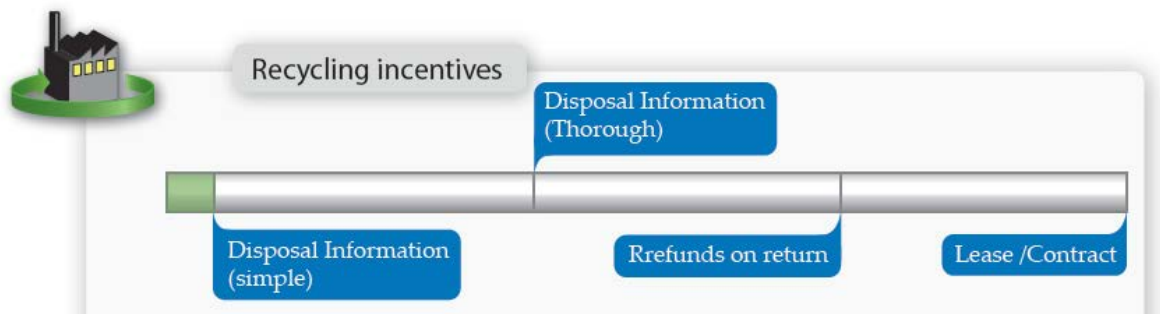 Recycling incentives
Disposal Information
(Thorough)
Disposal Information
(simple)
Rrefunds on return
Lease /Contract